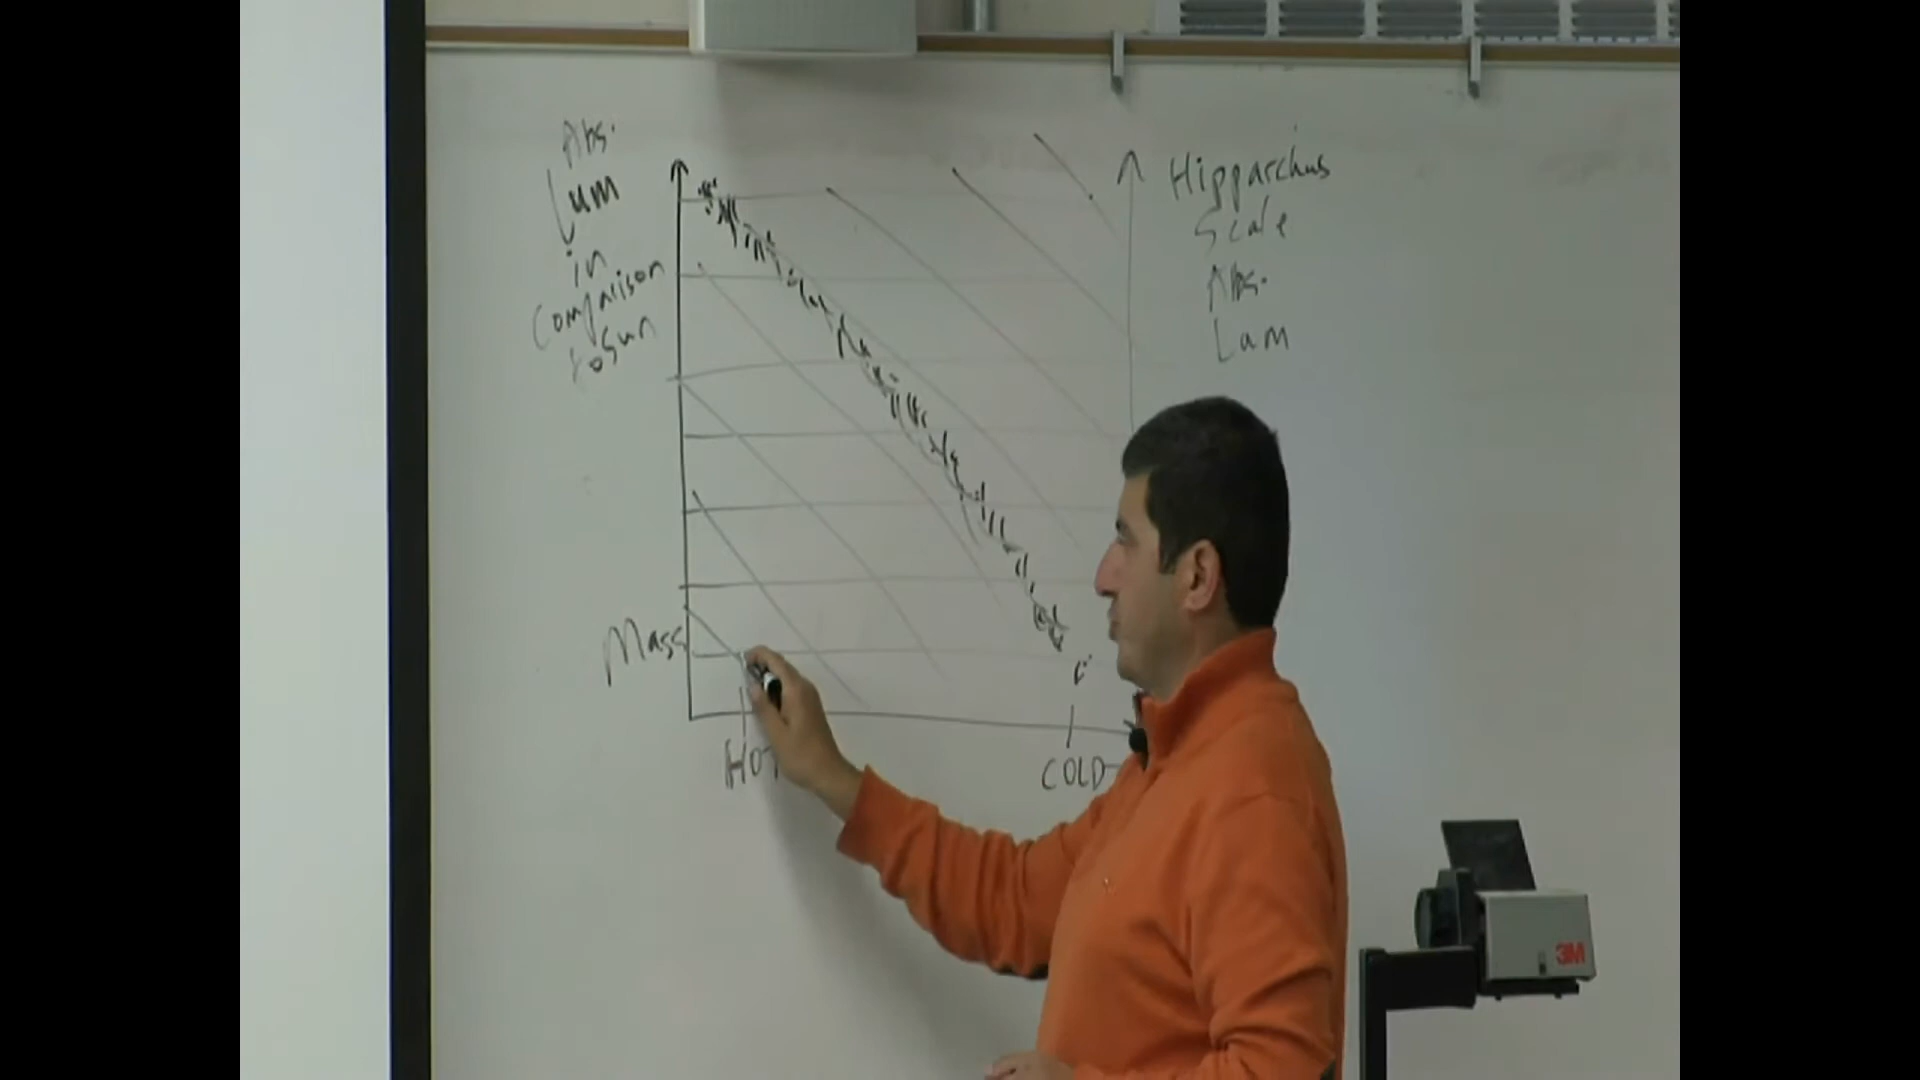 Abs.
Lum
in
Comparison
to Sun
Hipparchus
Scale
Abs.
Lum
Mass
HOT
COLD
3M